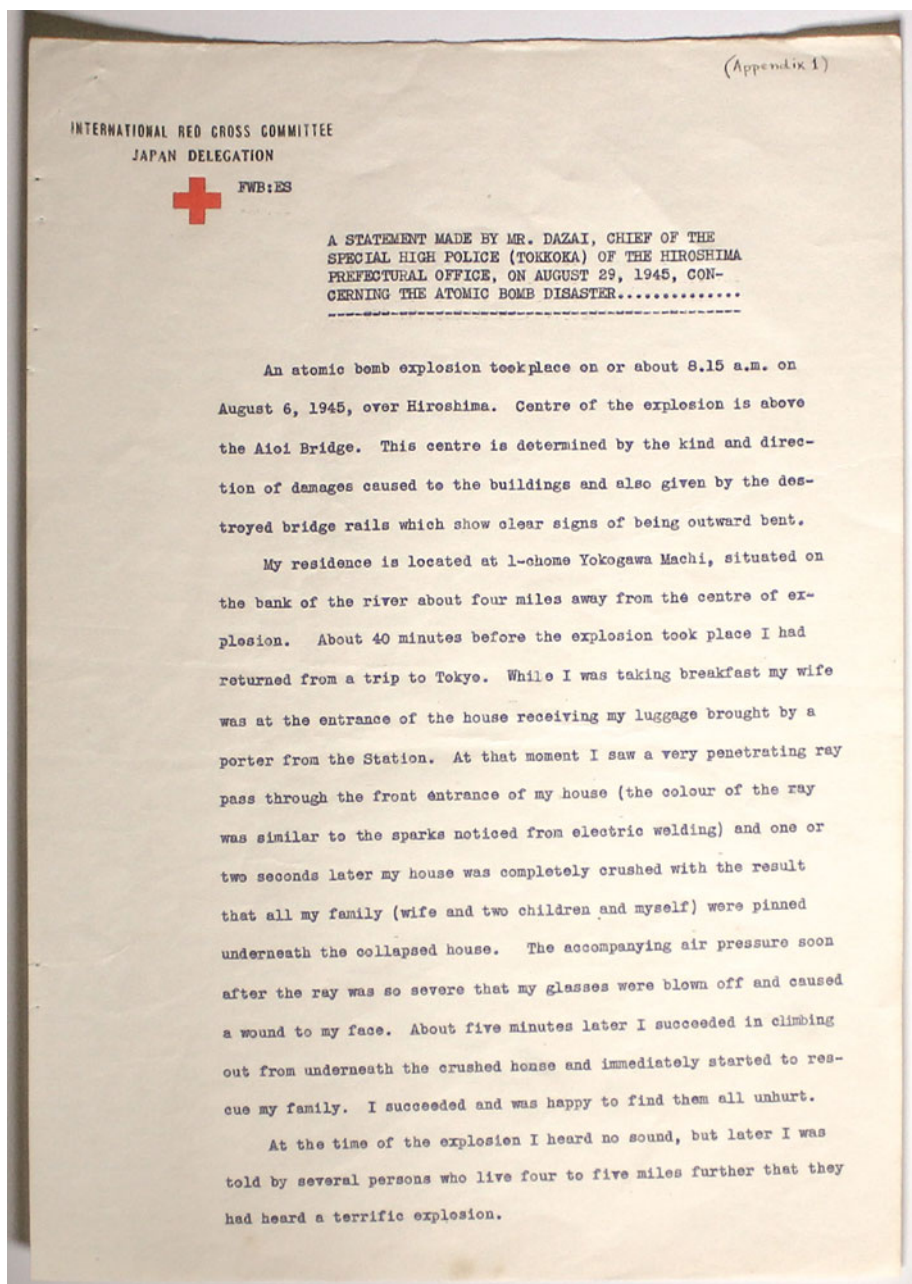 (Appendix 1)
INTERNATIONAL RED CROSS COMMITTEE
JAPAN DELEGATION
FWB:ES
A STATEMENT MADE BY MR. DAZAI, CHIEF OF THE
SPECIAL HIGH POLICE (TOKKOKA) OF THE HIROSHIMA
PREFECTURAL OFFICE, ON AUGUST 29, 1945, CON-
CERNING THE ATOMIC BOMB DISASTER...............
An atomic bomb explosion tookplace on or about 8.15 a.m. on
August 6, 1945, over Hiroshima. Centre of the explosion is above
the Aioi Bridge. This centre is determined by the kind and direc-
tion of damages caused to the buildings and also given by the des-
troyed bridge rails which show clear signs of being outward bent.
My residence is located at 1-chome Yokogawa Machi, situated on
the bank of the river about four miles away from the centre of ex-
plosion. About 40 minutes before the explosion took place I had
returned from a trip to Tokyo. While I was taking breakfast my wife
was at the entrance of the house receiving my luggage brought by a
porter from the Station. At that moment I saw a very penetrating ray
pass through the front entrance of my house (the colour of the ray
was similar to the sparks noticed from electric welding) and one or
two seconds later my house was completely crushed with the result
that all my family (wife and two children and myself) were pinned
underneath the collapsed house. The accompanying air pressure soon
after the ray was so severe that my glasses were blown off and caused
a wound to my face. About five minutes later I succeeded in climbing
out from underneath the crushed honse and immediately started to res-
cue my family. I succeeded and was happy to find them all unhurt.
At the time of the explosion I heard no sound, but later I was
told by several persons who live four to five miles further that they
had heard a terrific explosion.